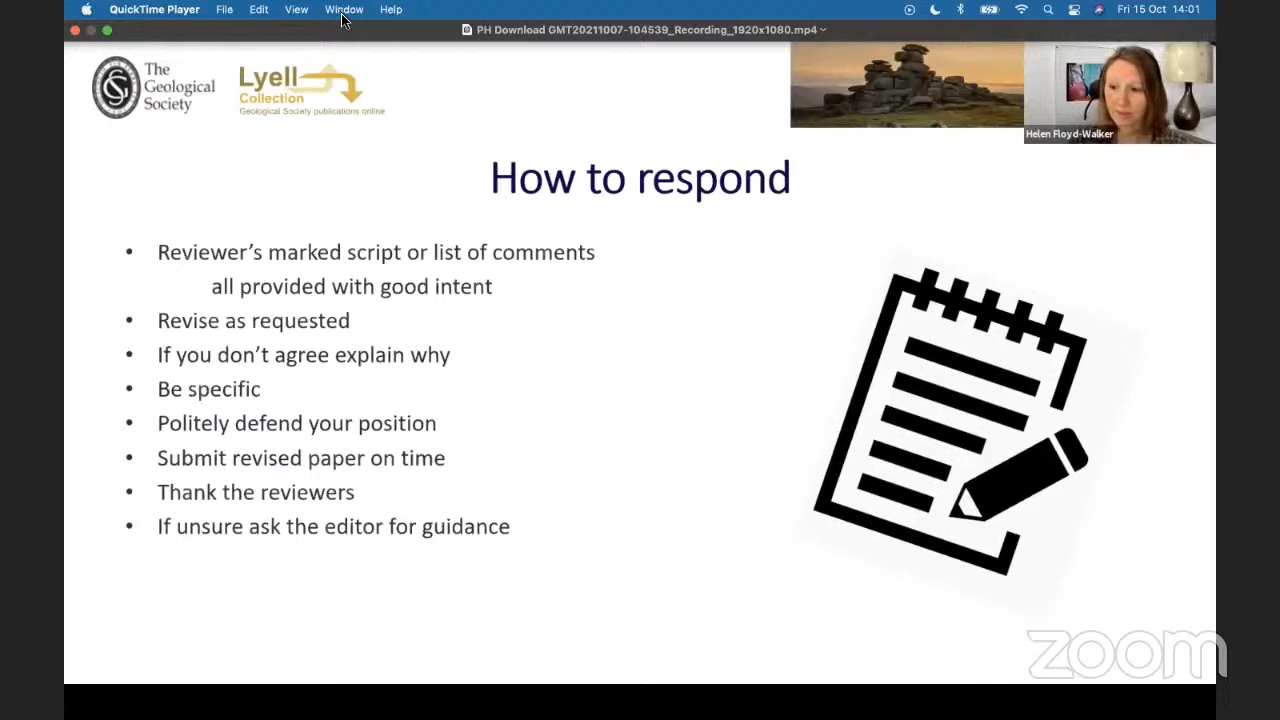 QuickTime Player File Edit View Window Help Fri 15 Oct 14:01
PH Download GMT20211007-104539_Recording_1920x1080.mp4
The
Geological
Society
Lyell
Collection
Geological Society publications online
Helen Floyd-Walker
How to respond
• Reviewer’s marked script or list of comments
all provided with good intent
• Revise as requested
• If you don’t agree explain why
• Be specific
• Politely defend your position
• Submit revised paper on time
• Thank the reviewers
• If unsure ask the editor for guidance
zoom